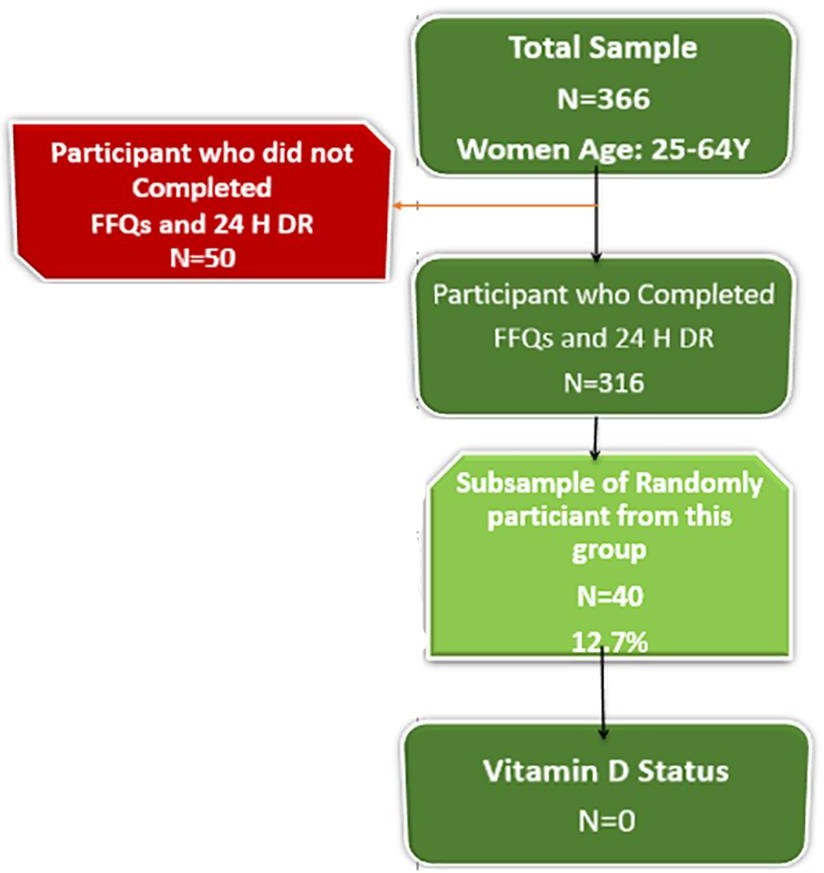 Total Sample
N=366
Women Age: 25-64Y
Participant who did not
Completed
FFQs and 24 H DR
N=50
Participant who Completed
FFQs and 24 H DR
N=316
Subsample of Randomly
particiant from this
group
N=40
12.7%
Vitamin D Status
N=0